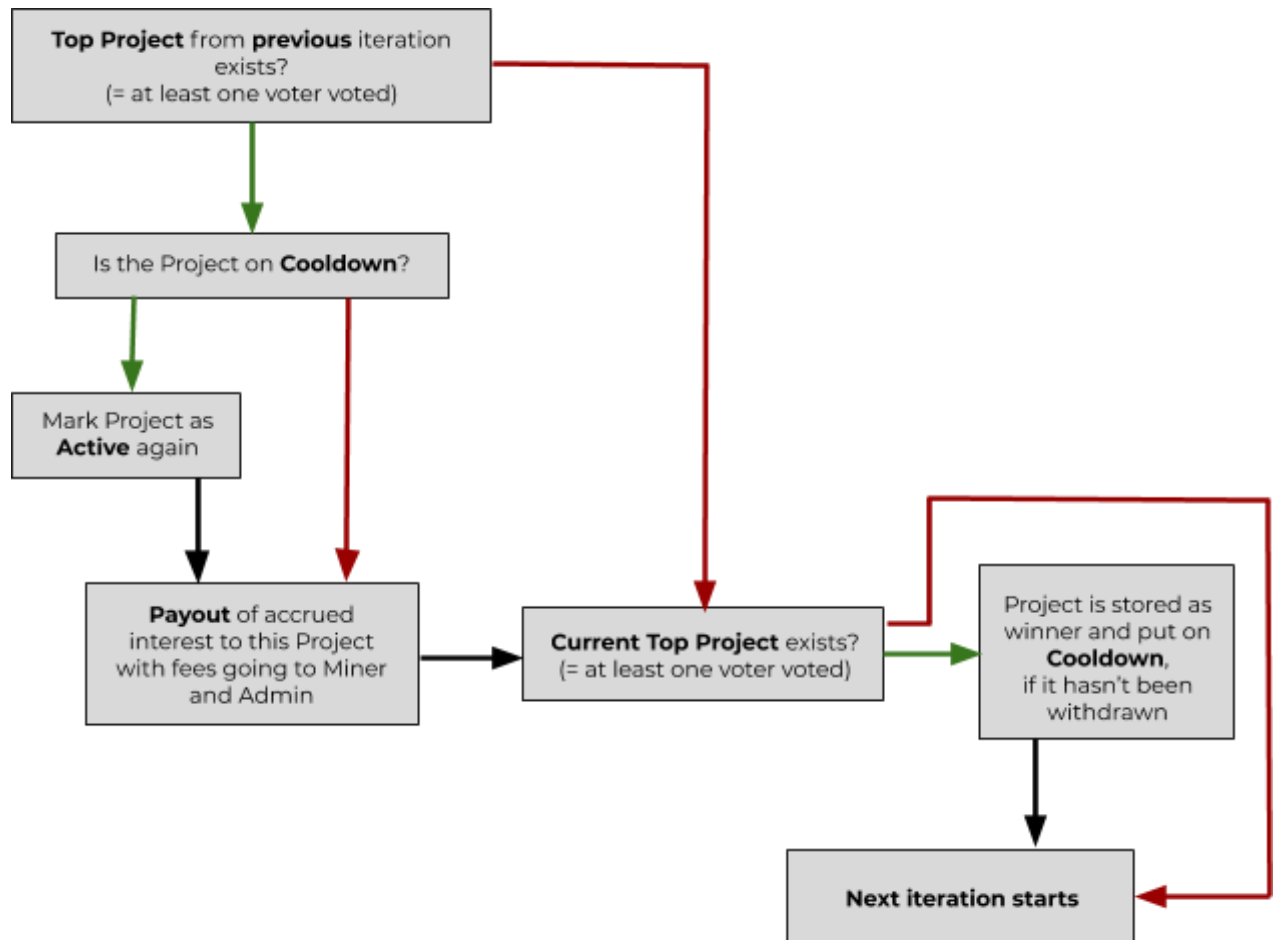 Top Project from previous iteration
exists?
(= at least one voter voted)
Is the Project on Cooldown?
Mark Project as
Active again
Payout of accrued
interest to this Project
with fees going to Miner
and Admin
Current Top Project exists?
(= at least one voter voted)
Project is stored as
winner and put on
Cooldown,
if it hasn't been
withdrawn
Next iteration starts